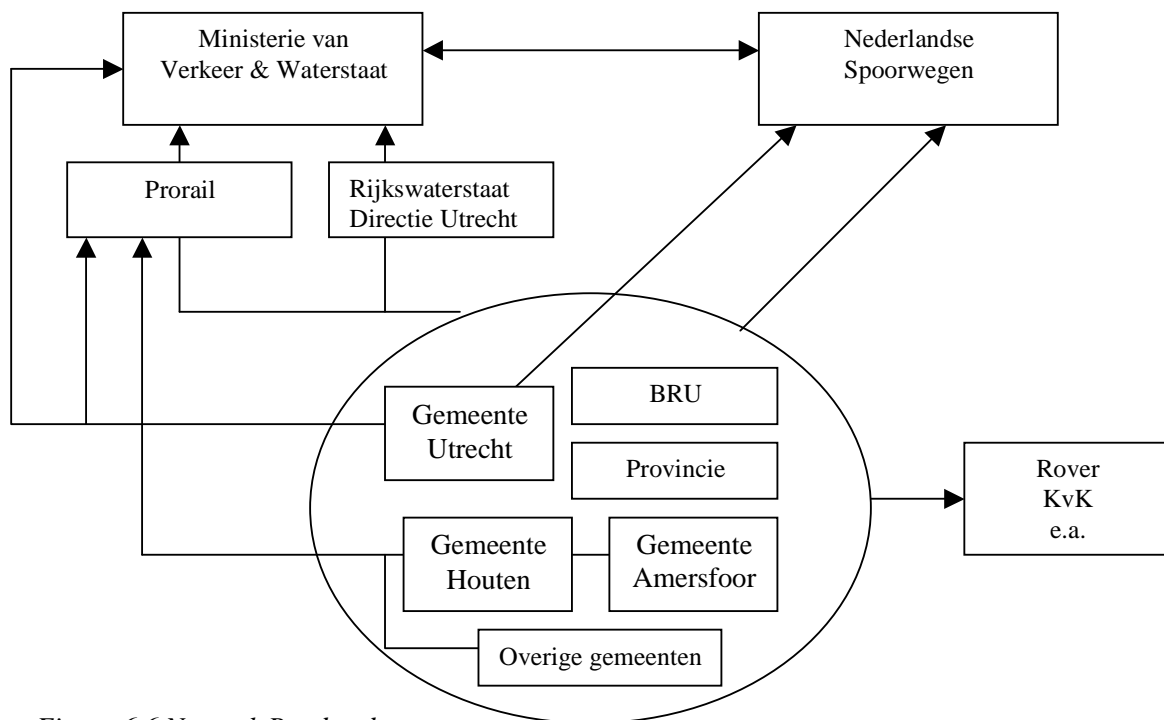 Ministerie van
Verkeer & Waterstaat
Nederlandse
Spoorwegen
Prorail
Rijkswaterstaat
Directie Utrecht
BRU
Gemeente
Utrecht
Provincie
Rover
KvK
e.a.
Gemeente
Houten
Gemeente
Amersfoor
Overige gemeenten